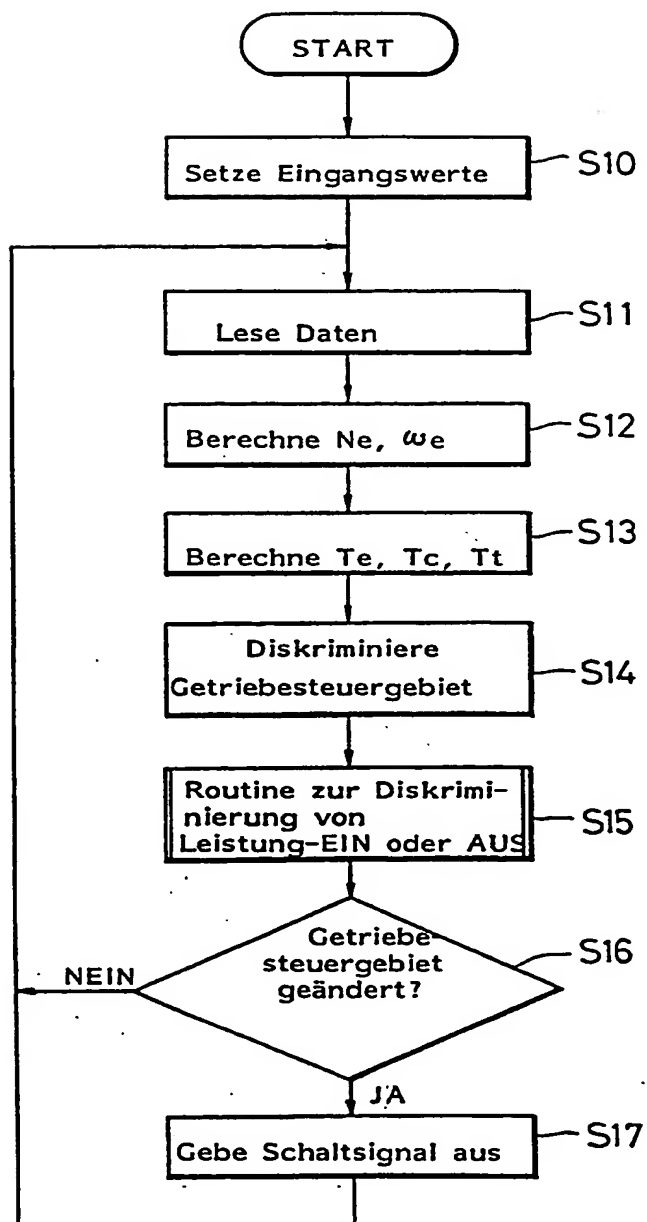 START
Setze Eingangswerte
S10
Lese Daten
S11
Berechne Ne, ωe
S12
Berechne Te, Tc, Tt
S13
Diskriminiere
Getriebesteuergebiet
S14
Routine zur Diskrimi-
nierung von
Leistung-EIN oder AUS
S15
Getriebe-
steuergebiet
geändert?
S16
NEIN
JA
Gebe Schaltsignal aus
S17